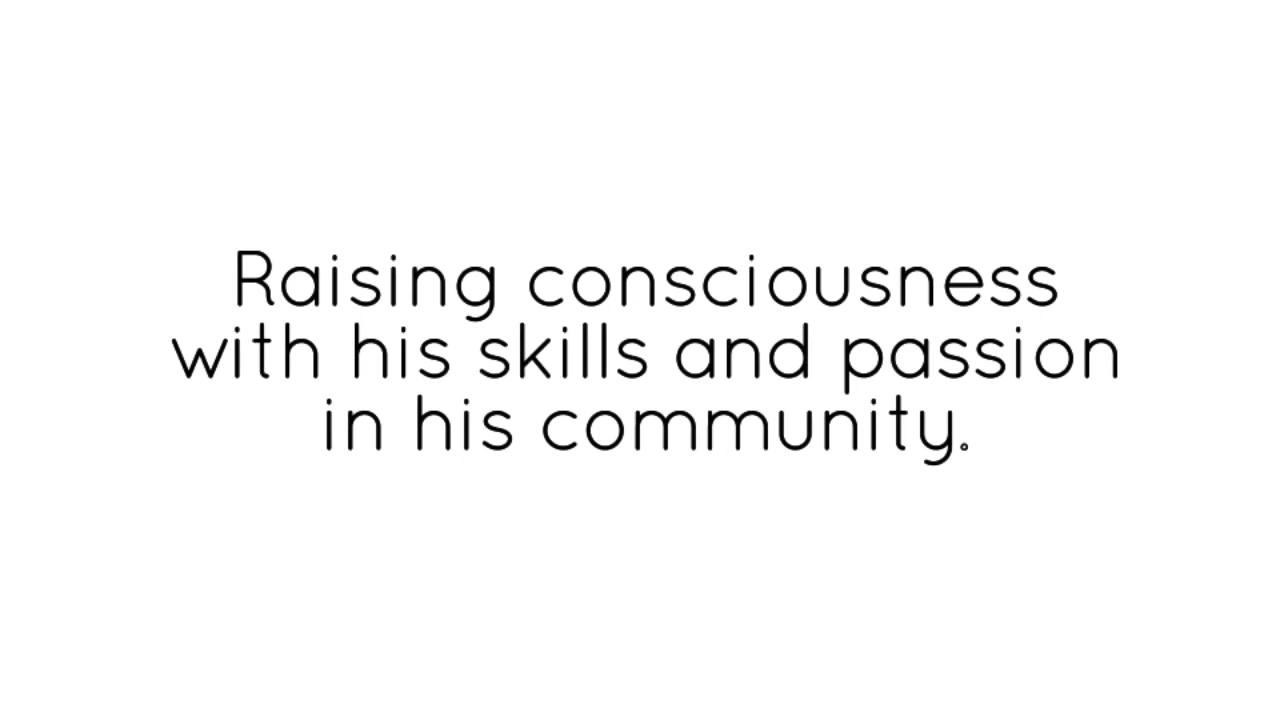 Raising consciousness
with his skills and passion
in his community.